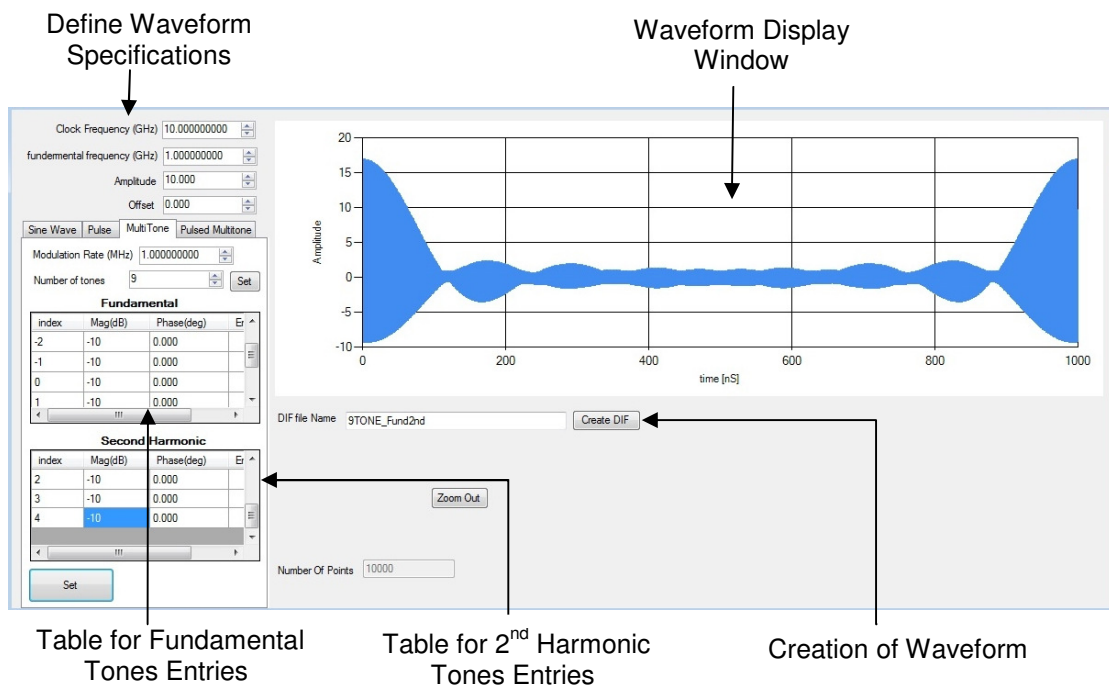 Define Waveform
Specifications
Waveform Display
Window
Clock Frequency (GHz) 10.000000000
fundemental frequency (GHz) 1.000000000
Amplitude 10.000
Offset 0.000
Sine Wave Pulse MultiTone Pulsed Multitone
Modulation Rate (MHz) 1.000000000
Number of tones 9 Set
Fundamental
index Mag(dB) Phase(deg) Er
-2 -10 0.000
-1 -10 0.000
0 -10 0.000
1 -10 0.000
Second Harmonic
index Mag(dB) Phase(deg) Er
2 -10 0.000
3 -10 0.000
4 -10 0.000
Set
Amplitude
20
15
10
5
0
-5
-10
0 200 400 600 800 1000
time [nS]
DIF file Name 9TONE_Fund2nd Create DIF
Zoom Out
Number Of Points 10000
Table for Fundamental
Tones Entries
Table for 2nd Harmonic
Tones Entries
Creation of Waveform